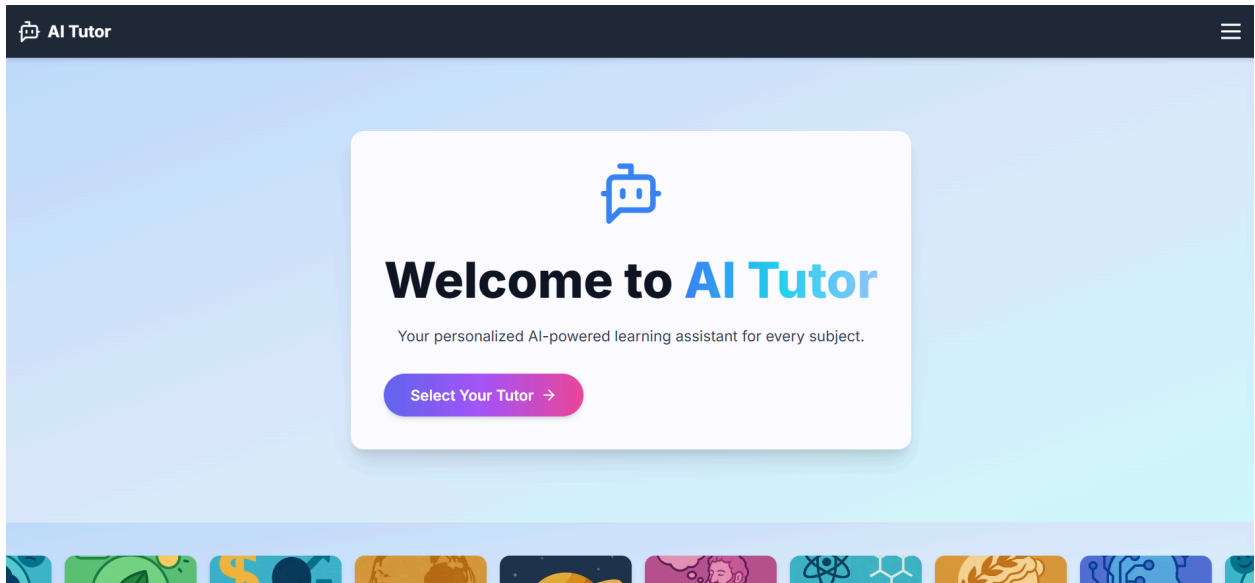 AI Tutor
Welcome to AI Tutor
Your personalized AI-powered learning assistant for every subject.
Select Your Tutor →